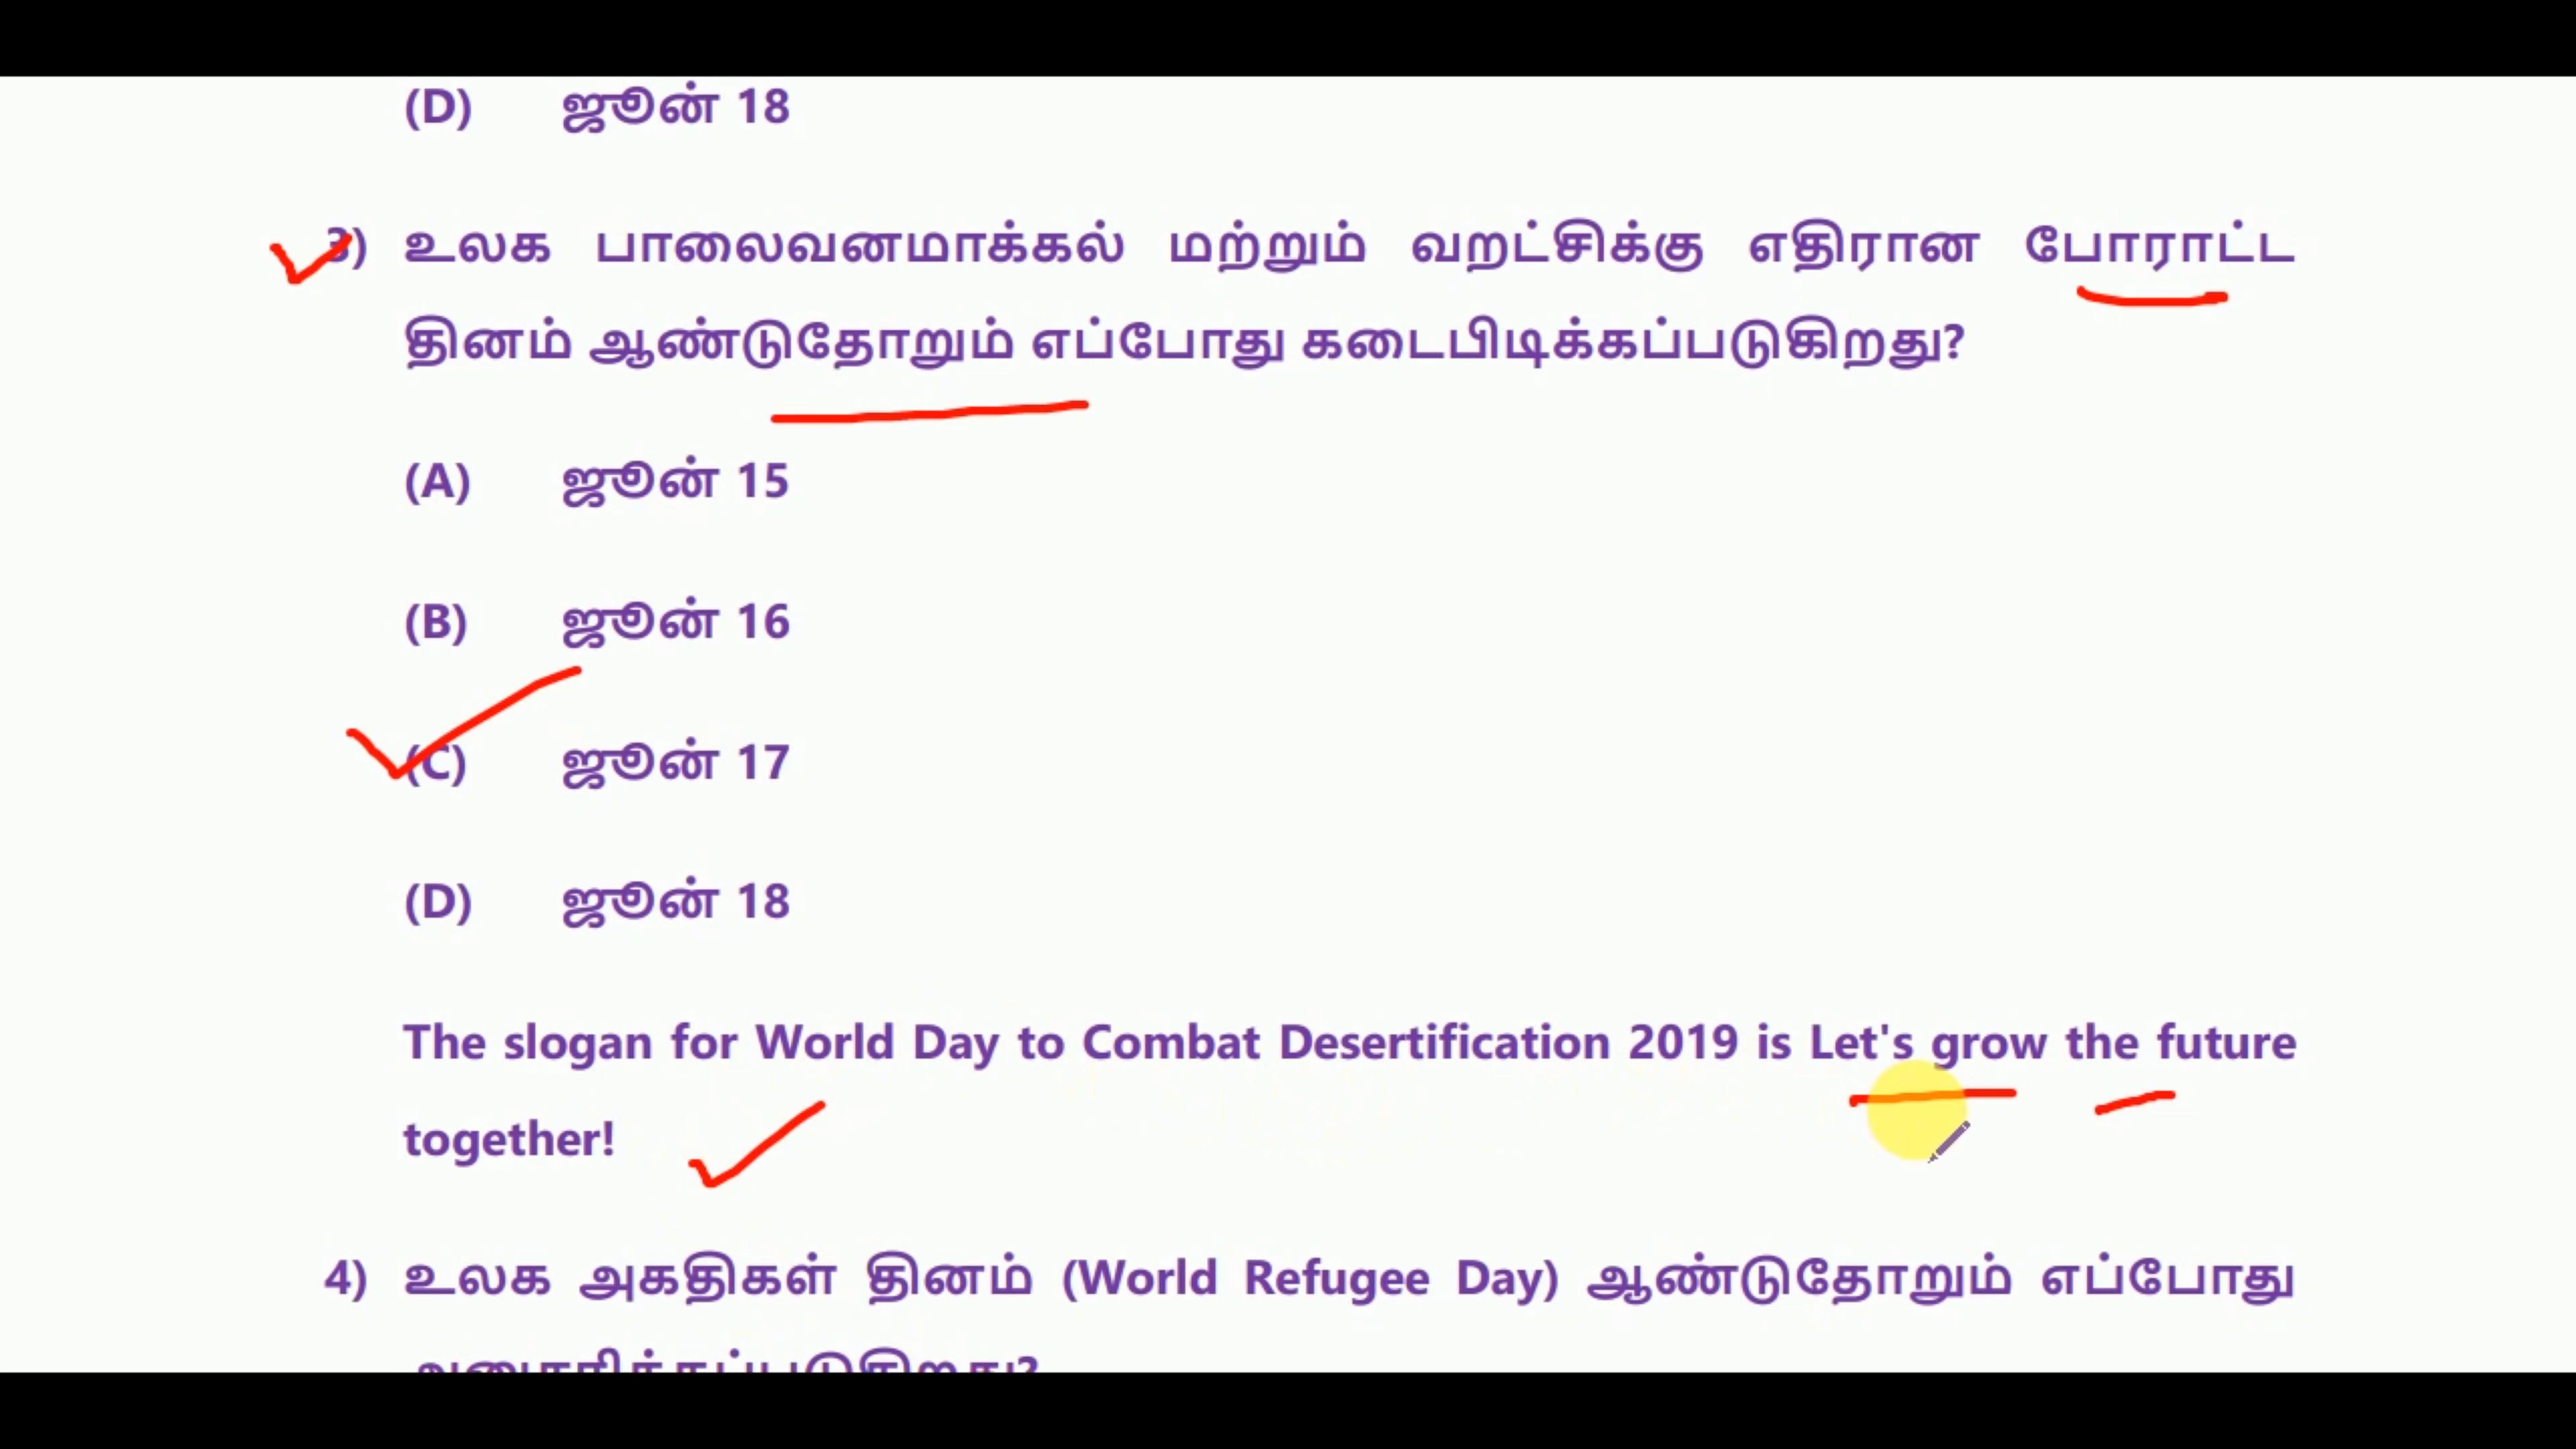 (D) ஜூன் 18
3) உலக பாலைவனமாக்கல் மற்றும் வறட்சிக்கு எதிரான போராட்ட
தினம் ஆண்டுதோறும் எப்போது கடைபிடிக்கப்படுகிறது?
(A) ஜூன் 15
(B) ஜூன் 16
(C) ஜூன் 17
(D) ஜூன் 18
The slogan for World Day to Combat Desertification 2019 is Let's grow the future
together!
4) உலக அகதிகள் தினம் (World Refugee Day) ஆண்டுதோறும் எப்போது